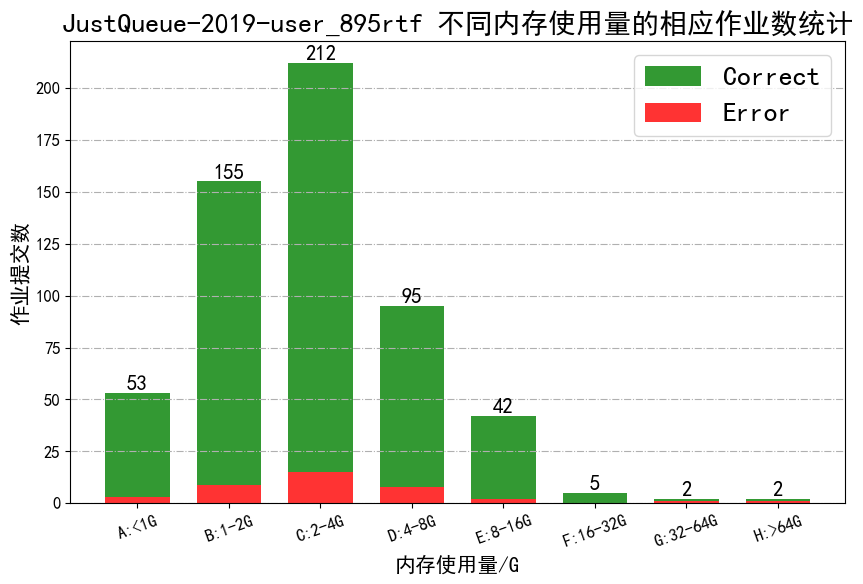 JustQueue-2019-user_895rtf 不同内存使用量的相应作业数统计
Correct
Error
作业提交数
200
175
150
125
100
75
50
25
0
53
155
212
95
42
5
2
2
A:<1G
B:1-2G
C:2-4G
D:4-8G
E:8-16G
F:16-32G
G:32-64G
H:>64G
内存使用量/G